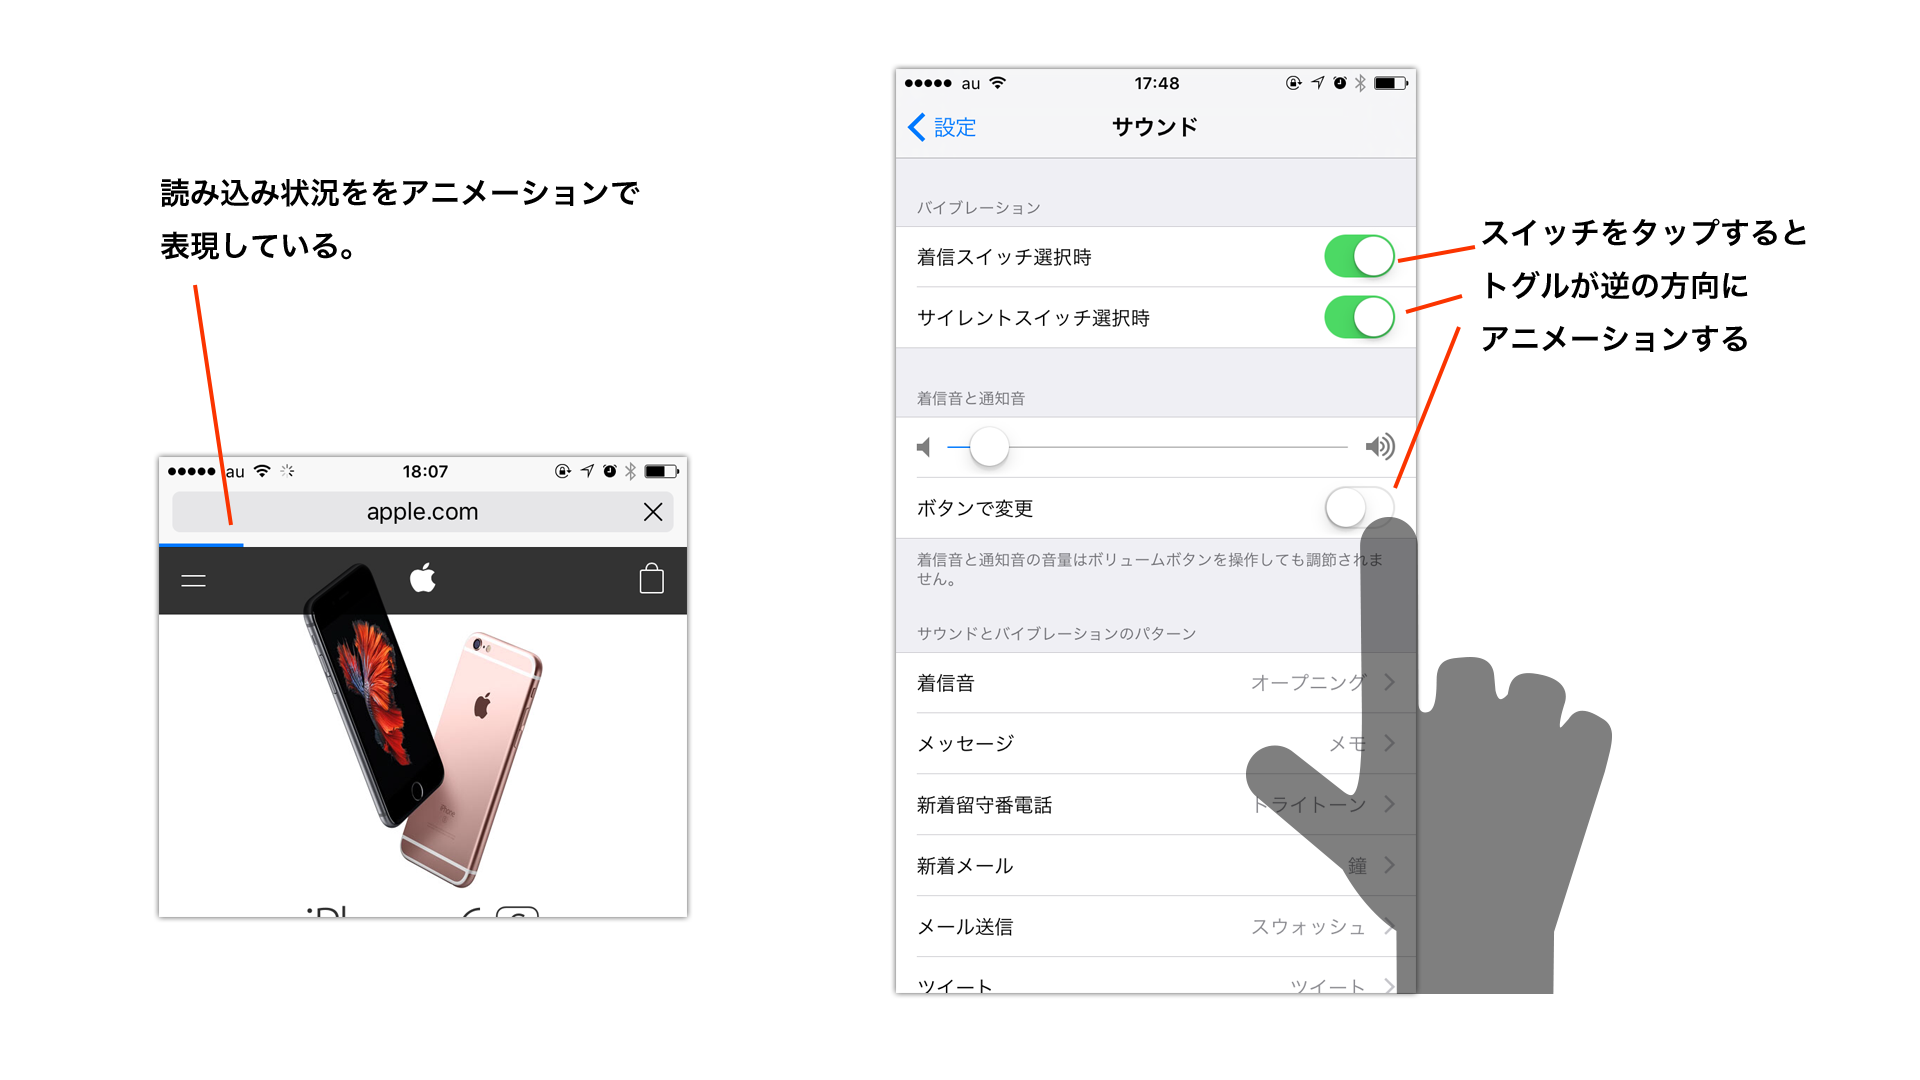 読み込み状況ををアニメーションで
表現している。
au 18:07
apple.com
iPhone
au 17:48
設定 サウンド
バイブレーション
着信スイッチ選択時
サイレントスイッチ選択時
着信音と通知音
ボタンで変更
着信音と通知音の音量はボリュームボタンを操作しても調節されま
せん。
サウンドとバイブレーションのパターン
着信音 オープニング
メッセージ メモ
新着留守番電話 トライトーン
新着メール 鐘
メール送信 スウォッシュ
ツイート ツイート
スイッチをタップすると
トグルが逆の方向に
アニメーションする